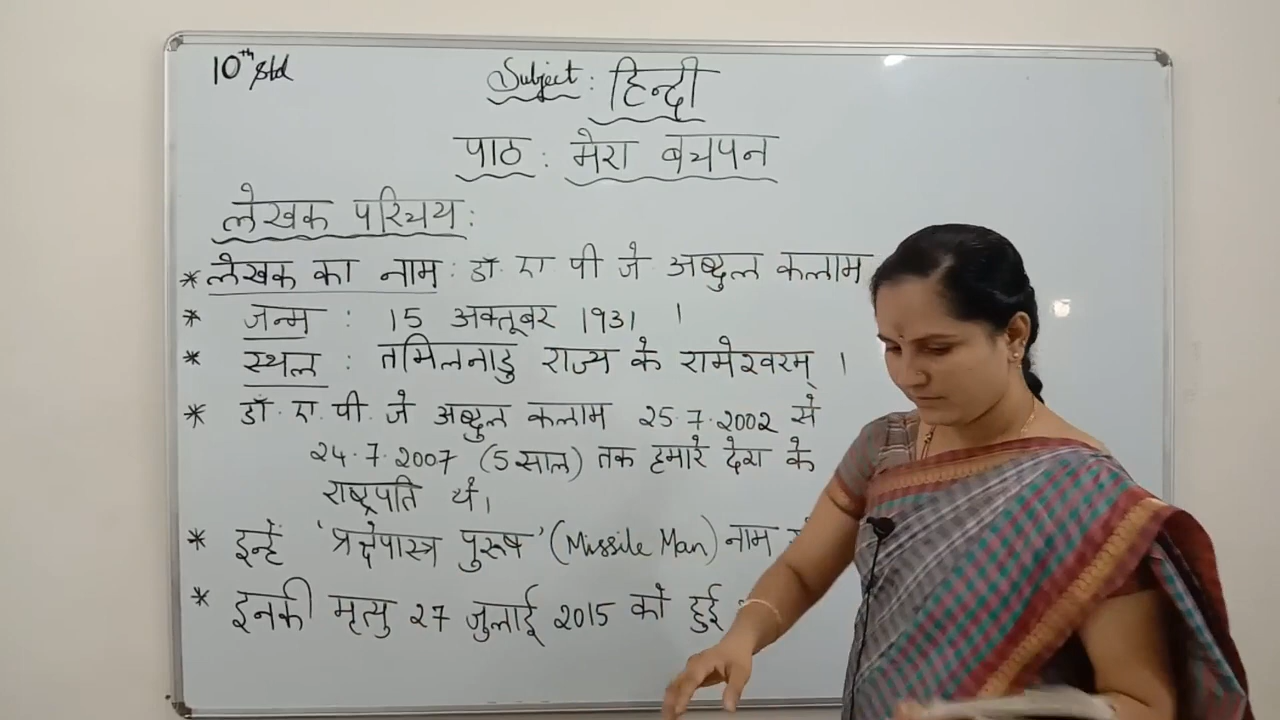 10th std
Subject : हिन्दी
पाठ : मेरा बचपन
लेखक परिचय :
* लेखक का नाम : डॉ. ए. पी. जे. अब्दुल कलाम
* जन्म : 15 अक्तूबर 1931 ।
* स्थल : तमिलनाडु राज्य के रामेश्वरम् ।
* डॉ. ए. पी. जे. अब्दुल कलाम 25.7.2002 से
24.7.2007 (5 साल) तक हमारे देश के
राष्ट्रपति थे।
* इन्हें 'प्रक्षेपास्त्र पुरुष' (Missile Man) नाम
* इनकी मृत्यु 27 जुलाई 2015 को हुई